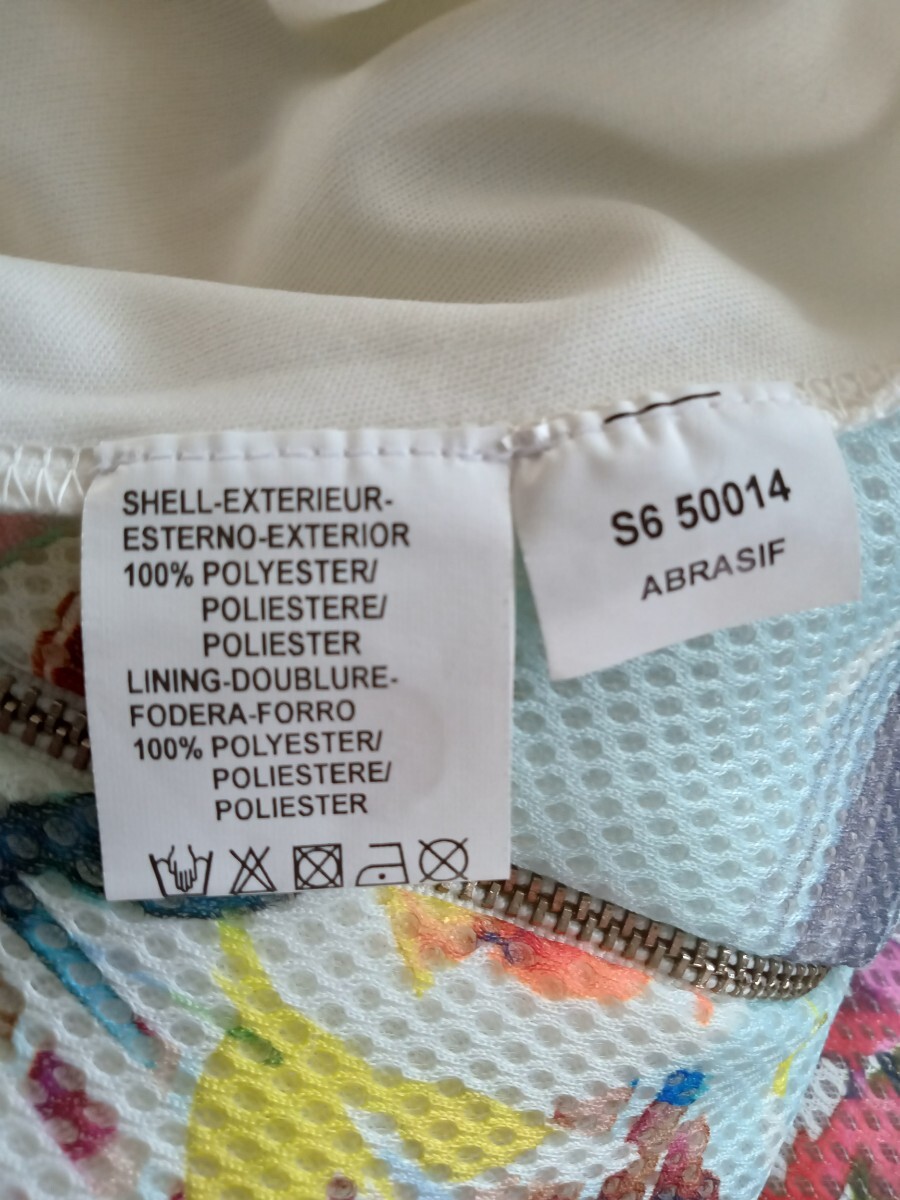 SHELL-EXTERIEUR-
ESTERNO-EXTERIOR
100% POLYESTER/
POLIESTERE/
POLIESTER
LINING-DOUBLURE-
FODERA-FORRO
100% POLYESTER/
POLIESTERE/
POLIESTER
S6 50014
ABRASIF